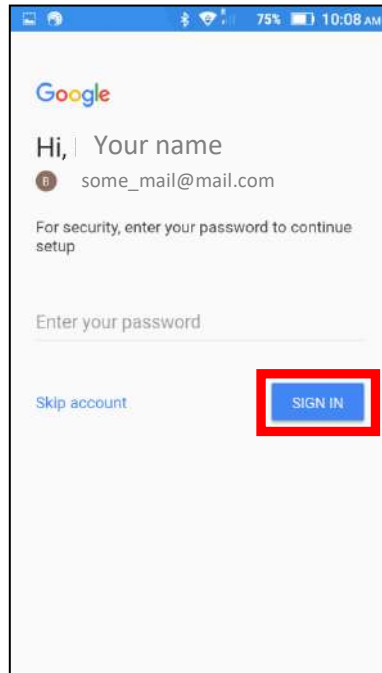 75% 10:08 AM
Google
Hi, Your name
B some_mail@mail.com
For security, enter your password to continue
setup
Enter your password
Skip account SIGN IN